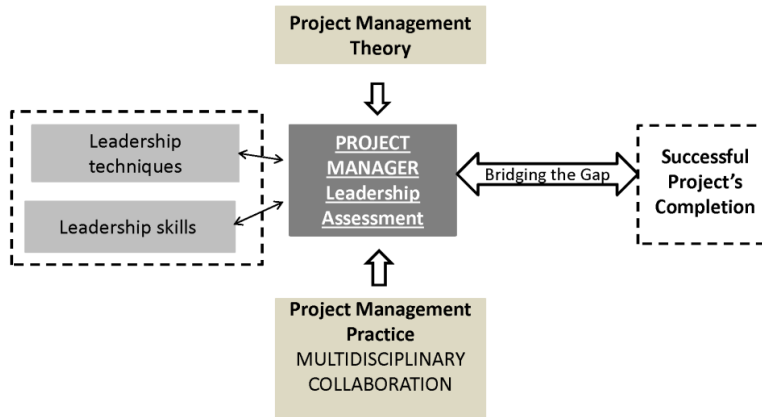 Project Management
Theory
Leadership
techniques
Leadership skills
PROJECT
MANAGER
Leadership
Assessment
Bridging the Gap
Successful
Project's
Completion
Project Management
Practice
MULTIDISCIPLINARY
COLLABORATION